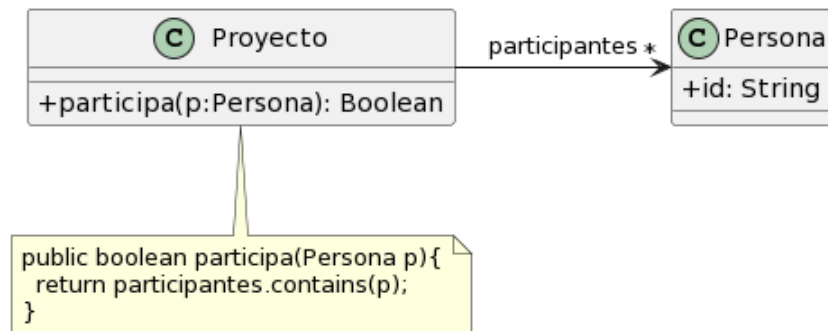 C Proyecto
+participa(p:Persona): Boolean
participantes *
C Persona
+id: String
public boolean participa(Persona p){
return participantes.contains(p);
}